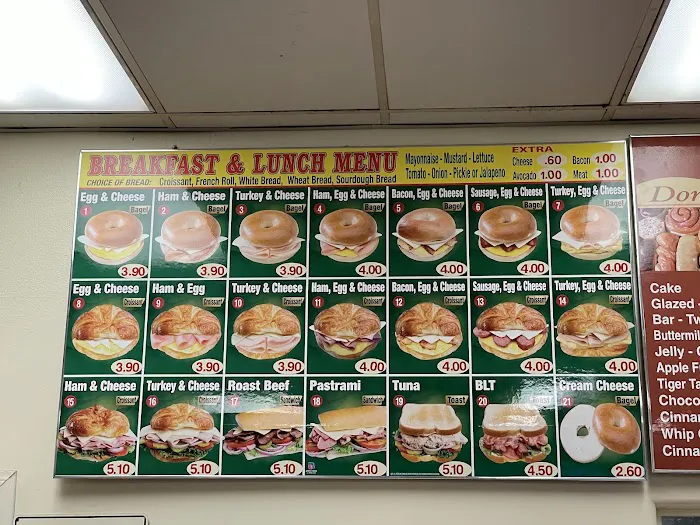 BREAKFAST & LUNCH MENU
CHOICE OF BREAD: Croissant, French Roll, White Bread, Wheat Bread, Sourdough Bread
Mayonnaise - Mustard - Lettuce
Tomato - Onion - Pickle or Jalapeño
EXTRA
Cheese .60 Bacon 1.00
Avocado 1.00 Meat 1.00
Egg & Cheese
1 Bagel
3.90
Ham & Cheese
2 Bagel
3.90
Turkey & Cheese
3 Bagel
3.90
Ham, Egg & Cheese
4 Bagel
4.00
Bacon, Egg & Cheese
5 Bagel
4.00
Sausage, Egg & Cheese
6 Bagel
4.00
Turkey, Egg & Cheese
7 Bagel
4.00
Egg & Cheese
8 Croissant
3.90
Ham & Egg
9 Croissant
3.90
Turkey & Cheese
10 Croissant
3.90
Ham, Egg & Cheese
11 Croissant
4.00
Bacon, Egg & Cheese
12 Croissant
4.00
Sausage, Egg & Cheese
13 Croissant
4.00
Turkey, Egg & Cheese
14 Croissant
4.00
Ham & Cheese
15 Croissant
5.10
Turkey & Cheese
16 Croissant
5.10
Roast Beef
17 Sandwich
5.10
Pastrami
18 Sandwich
5.10
Tuna
19 Toast
5.10
BLT
20 Toast
4.50
Cream Cheese
21 Bagel
2.60
Cake
Glazed
Bar - Tw
Buttermil
Jelly -
Apple F
Tiger Ta
Choco
Cinnar
Whip
Cinna